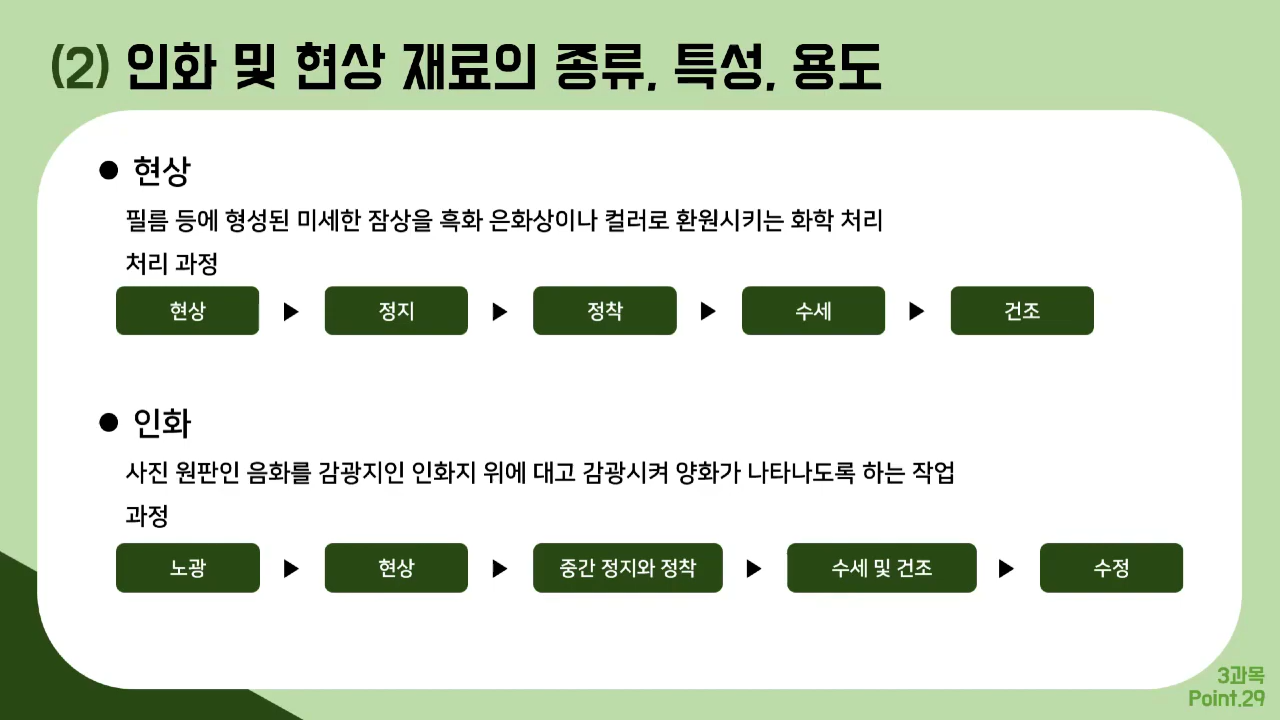 (2) 인화 및 현상 재료의 종류, 특성, 용도
● 현상
필름 등에 형성된 미세한 잠상을 흑화 은화상이나 컬러로 환원시키는 화학 처리
처리 과정
현상 ▶ 정지 ▶ 정착 ▶ 수세 ▶ 건조
● 인화
사진 원판인 음화를 감광지인 인화지 위에 대고 감광시켜 양화가 나타나도록 하는 작업
과정
노광 ▶ 현상 ▶ 중간 정지와 정착 ▶ 수세 및 건조 ▶ 수정
3과목
Point.29